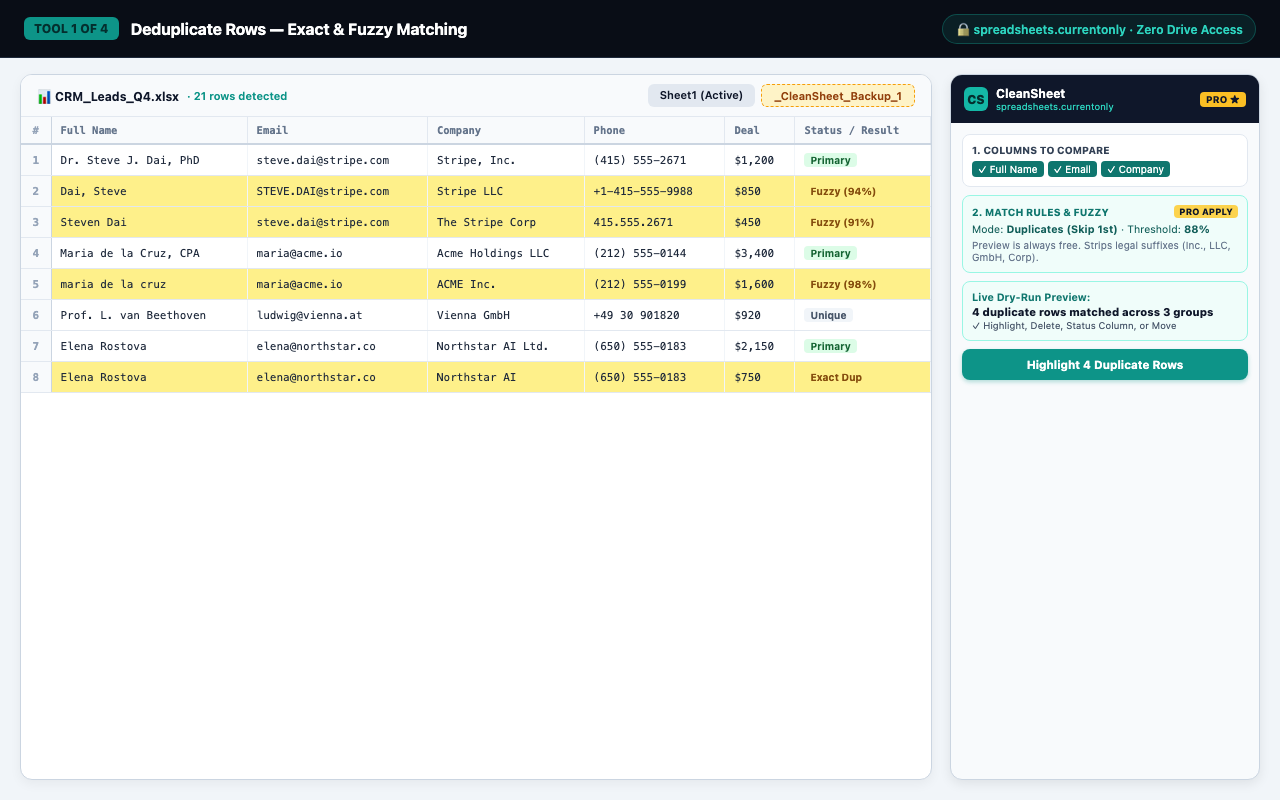 TOOL 1 OF 4
Deduplicate Rows — Exact & Fuzzy Matching
🔒 spreadsheets.currentonly · Zero Drive Access
📊 CRM_Leads_Q4.xlsx · 21 rows detected
Sheet1 (Active)
_CleanSheet_Backup_1
# Full Name Email Company Phone Deal Status / Result
1 Dr. Steve J. Dai, PhD steve.dai@stripe.com Stripe, Inc. (415) 555-2671 $1,200 Primary
2 Dai, Steve STEVE.DAI@stripe.com Stripe LLC +1-415-555-9988 $850 Fuzzy (94%)
3 Steven Dai steve.dai@stripe.com The Stripe Corp 415.555.2671 $450 Fuzzy (91%)
4 Maria de la Cruz, CPA maria@acme.io Acme Holdings LLC (212) 555-0144 $3,400 Primary
5 maria de la cruz maria@acme.io ACME Inc. (212) 555-0199 $1,600 Fuzzy (98%)
6 Prof. L. van Beethoven ludwig@vienna.at Vienna GmbH +49 30 901820 $920 Unique
7 Elena Rostova elena@northstar.co Northstar AI Ltd. (650) 555-0183 $2,150 Primary
8 Elena Rostova elena@northstar.co Northstar AI (650) 555-0183 $750 Exact Dup
CS
CleanSheet
spreadsheets.currentonly
PRO ★
1. COLUMNS TO COMPARE
✓ Full Name ✓ Email ✓ Company
2. MATCH RULES & FUZZY PRO APPLY
Mode: Duplicates (Skip 1st) · Threshold: 88%
Preview is always free. Strips legal suffixes (Inc., LLC,
GmbH, Corp).
Live Dry-Run Preview:
4 duplicate rows matched across 3 groups
✓ Highlight, Delete, Status Column, or Move
Highlight 4 Duplicate Rows